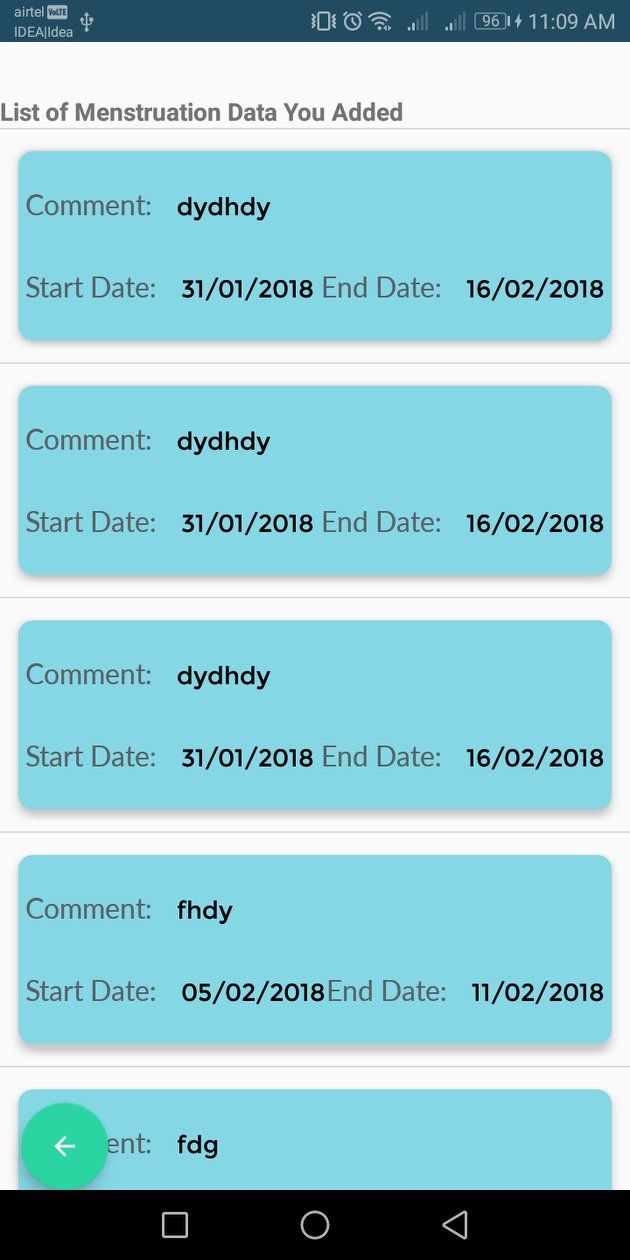 airtel VoLTE
IDEA|Idea
96 11:09 AM
List of Menstruation Data You Added
Comment: dydhdy
Start Date: 31/01/2018 End Date: 16/02/2018
Comment: dydhdy
Start Date: 31/01/2018 End Date: 16/02/2018
Comment: dydhdy
Start Date: 31/01/2018 End Date: 16/02/2018
Comment: fhdy
Start Date: 05/02/2018 End Date: 11/02/2018
ent: fdg